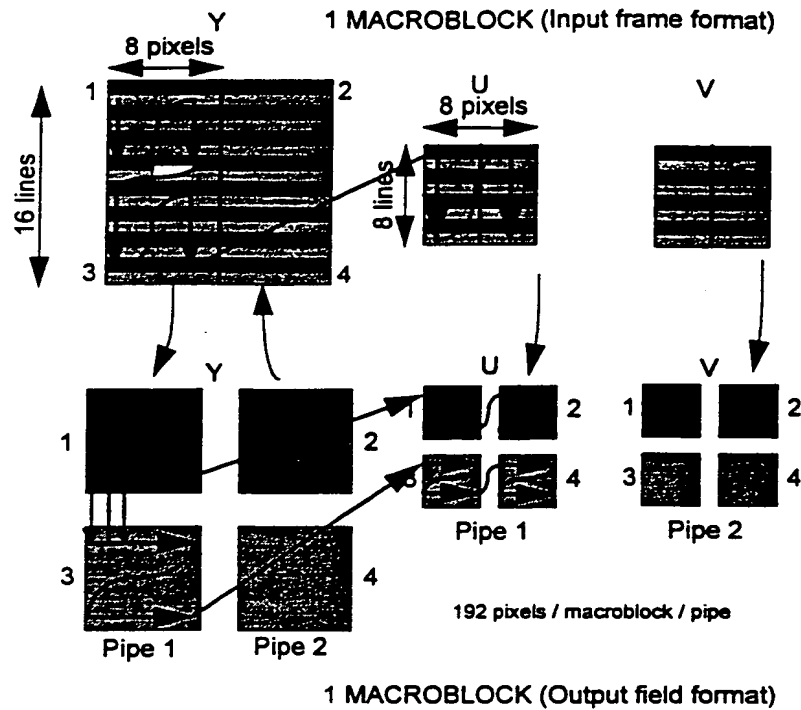 1 MACROBLOCK (Input frame format)
Y
8 pixels
1
2
16 lines
3
4
U
8 pixels
8 lines
V
Y
1
2
3
4
Pipe 1
Pipe 2
U
1
2
3
4
Pipe 1
V
1
2
3
4
Pipe 2
192 pixels / macroblock / pipe
1 MACROBLOCK (Output field format)